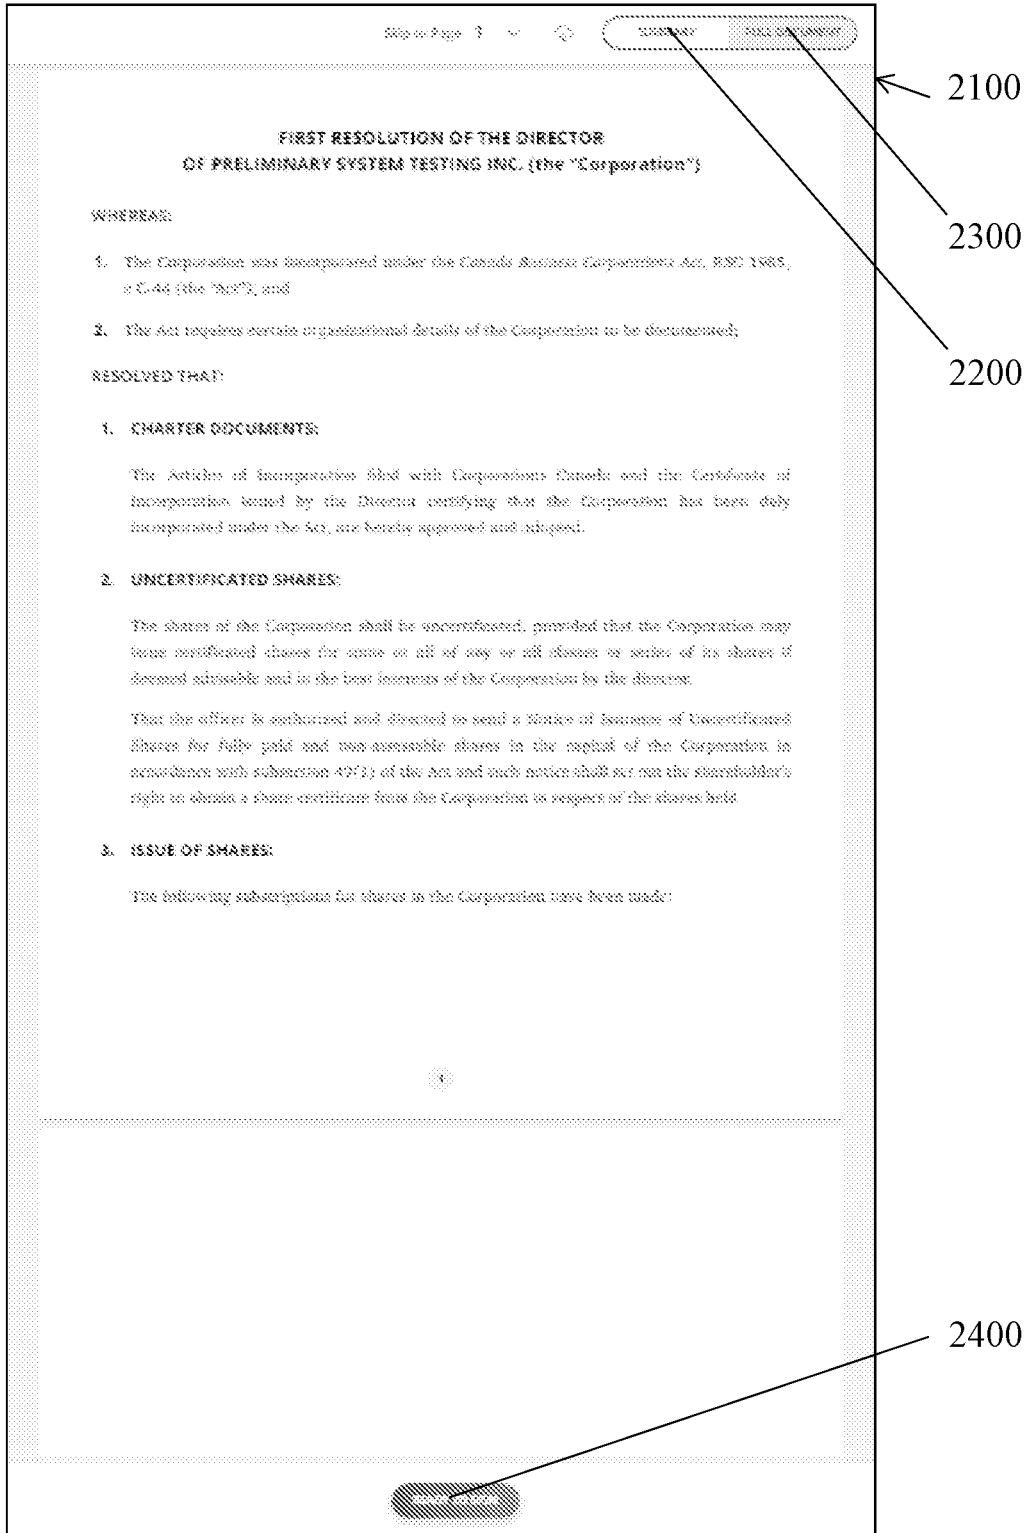 Skip to Page 1
SUMMARY FULL DOCUMENT
2100
FIRST RESOLUTION OF THE DIRECTOR
OF PRELIMINARY SYSTEM TESTING INC. (the "Corporation")
WHEREAS:
2300
1. The Corporation was incorporated under the Canada Business Corporations Act, RSC 1985,
c C-44 (the "Act"); and
2. The Act requires certain organizational details of the Corporation to be documented;
2200
RESOLVED THAT:
1. CHARTER DOCUMENTS:
The Articles of Incorporation filed with Corporations Canada and the Certificate of
Incorporation issued by the Director certifying that the Corporation has been duly
incorporated under the Act, are hereby approved and adopted.
2. UNCERTIFICATED SHARES:
The shares of the Corporation shall be uncertificated, provided that the Corporation may
issue certificated shares for some or all of any or all classes or series of its shares if
deemed advisable and in the best interests of the Corporation by the director.
That the officer is authorized and directed to send a Notice of Issuance of Uncertificated
Shares for fully paid and non-assessable shares in the capital of the Corporation in
accordance with subsection 49(1) of the Act and such notice shall set out the shareholder's
right to obtain a share certificate from the Corporation in respect of the shares held.
3. ISSUE OF SHARES:
The following subscriptions for shares in the Corporation have been made:
1
2400